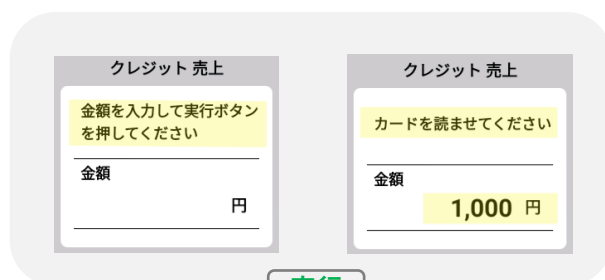 クレジット 売上
金額を入力して実行ボタン
を押してください
金額
円
クレジット 売上
カードを読ませてください
金額
1,000 円
実行